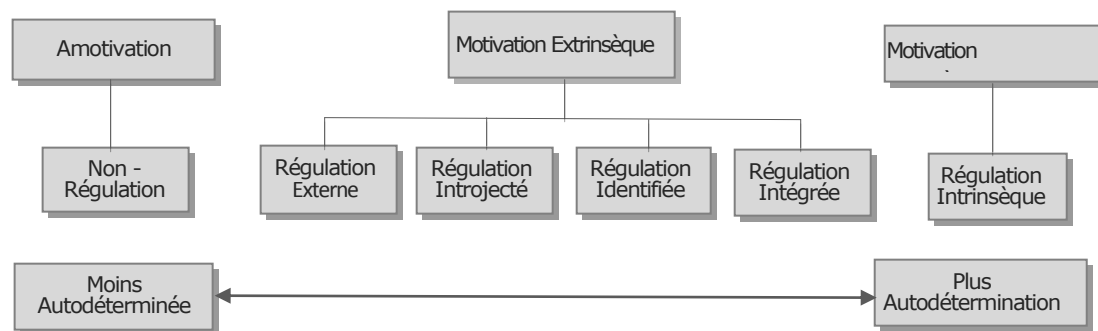 Amotivation
Motivation Extrinsèque
Motivation
Non -
Régulation
Régulation
Externe
Régulation
Introjecté
Régulation
Identifiée
Régulation
Intégrée
Régulation
Intrinsèque
Moins
Autodéterminée
Plus
Autodétermination